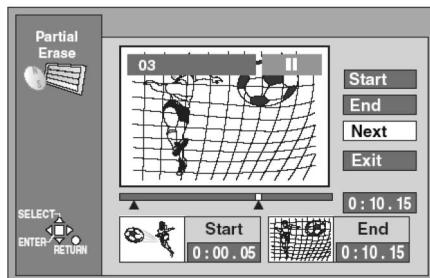 Partial
Erase
03
Start
End
Next
Exit
0:10.15
SELECT
ENTER
RETURN
Start
0:00.05
End
0:10.15